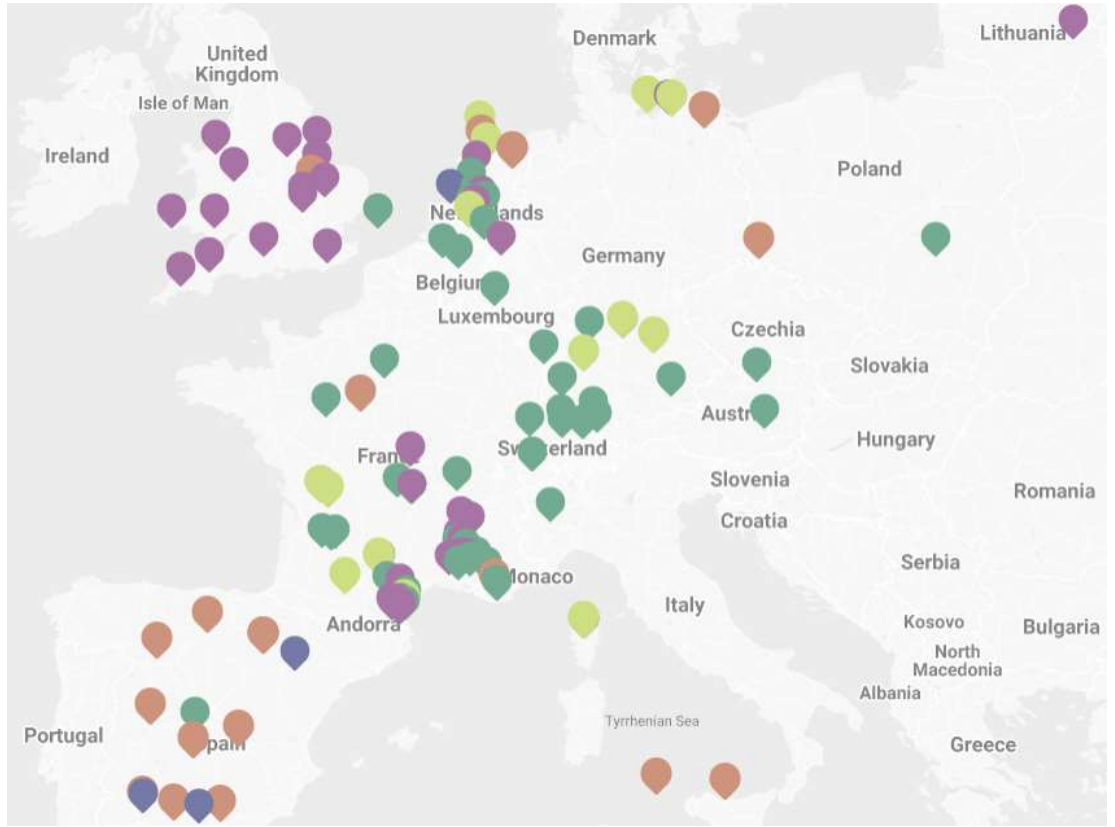 Denmark
Lithuania
United
Kingdom
Isle of Man
Ireland
Poland
Germany
Belgiu
Luxembourg
Czechia
Slovakia
Hungary
Slovenia
Romania
Croatia
Serbia
Monaco
Italy
Andorra
Kosovo
Bulgaria
North
Macedonia
Albania
Tyrrhenian Sea
Portugal
Greece